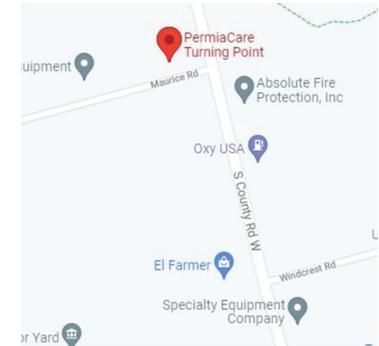 PermiaCare
Turning Point
uipment
Maurice Rd
Absolute Fire
Protection, Inc
Oxy USA
S County Rd W
El Farmer
U
Windcrest Rd
Specialty Equipment
Company
or Yard